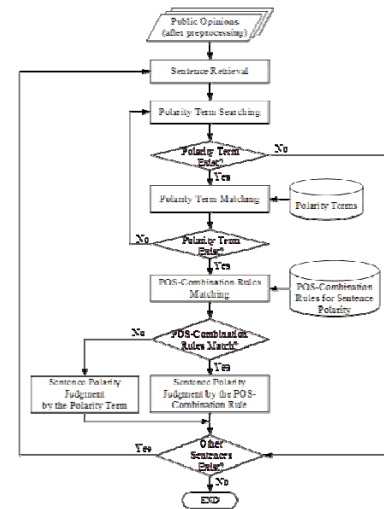 Public Opinions
(after preprocessing)
Sentence Retrieval
Polarity Term Searching
Polarity Term
Exist?
No
Yes
Polarity Term Matching
Polarity Terms
Polarity Term
Exist?
No
Yes
POS-Combination Rules
Matching
POS-Combination
Rules for Sentence
Polarity
POS-Combination
Rules Match?
No
Yes
Sentence Polarity
Judgment
by the Polarity Term
Sentence Polarity
Judgment by the POS-
Combination Rule
Other
Sentences
Exist?
Yes
No
END